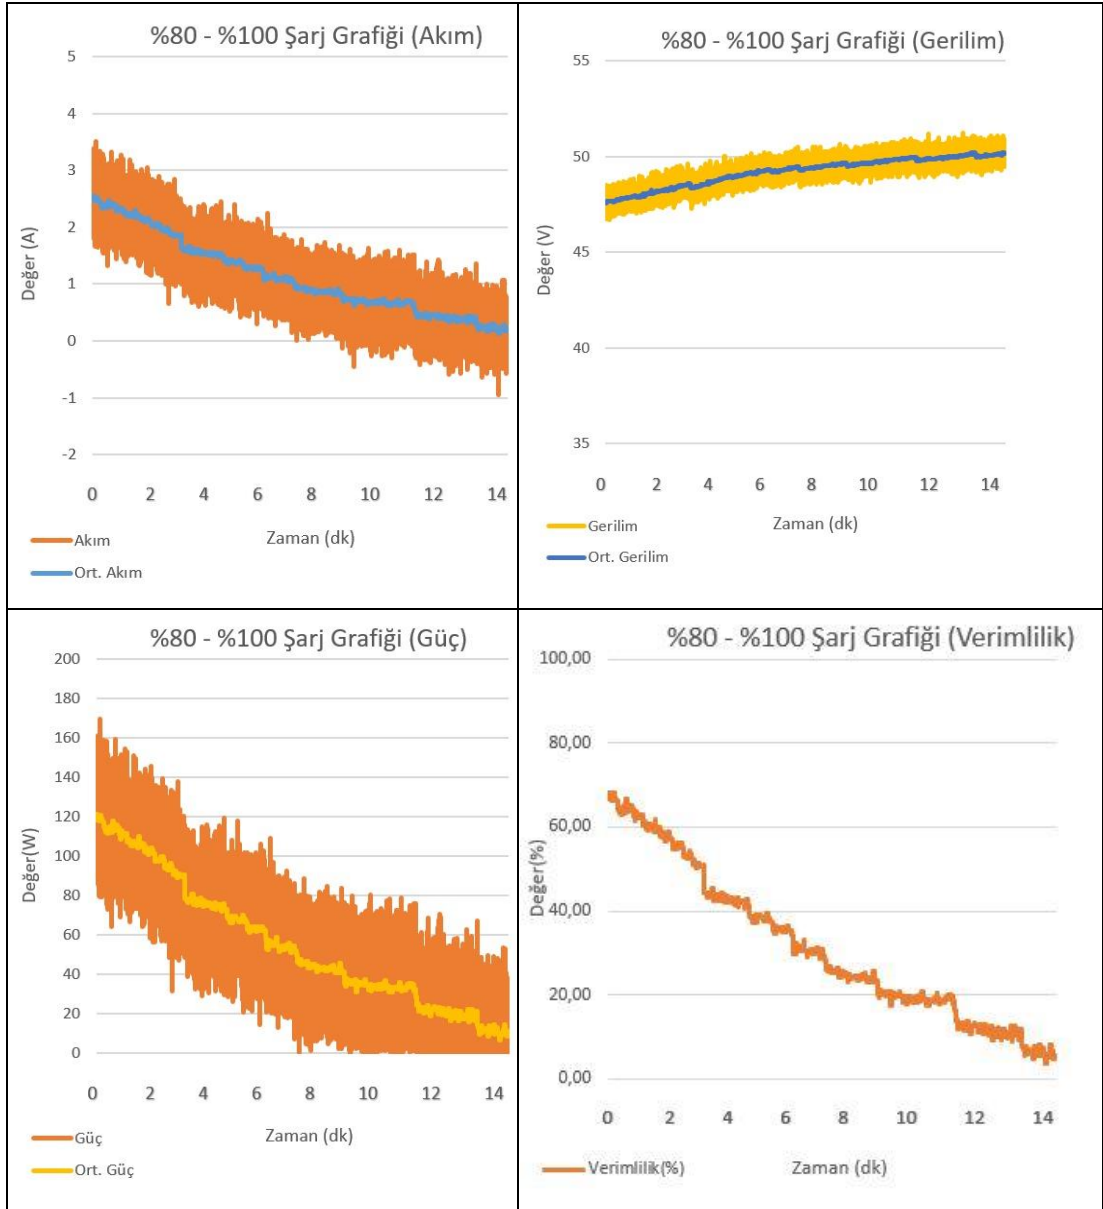 %80 - %100 Şarj Grafiği (Akım)
5
4
3
2
1
0
-1
-2
Değer (A)
0 2 4 6 8 10 12 14
Zaman (dk)
Akım
Ort. Akım
%80 - %100 Şarj Grafiği (Gerilim)
55
50
45
40
35
Değer (V)
0 2 4 6 8 10 12 14
Zaman (dk)
Gerilim
Ort. Gerilim
%80 - %100 Şarj Grafiği (Güç)
200
180
160
140
120
100
80
60
40
20
0
Değer(W)
0 2 4 6 8 10 12 14
Zaman (dk)
Güç
Ort. Güç
%80 - %100 Şarj Grafiği (Verimlilik)
100,00
80,00
60,00
40,00
20,00
0,00
Değer(%)
0 2 4 6 8 10 12 14
Zaman (dk)
Verimlilik(%)